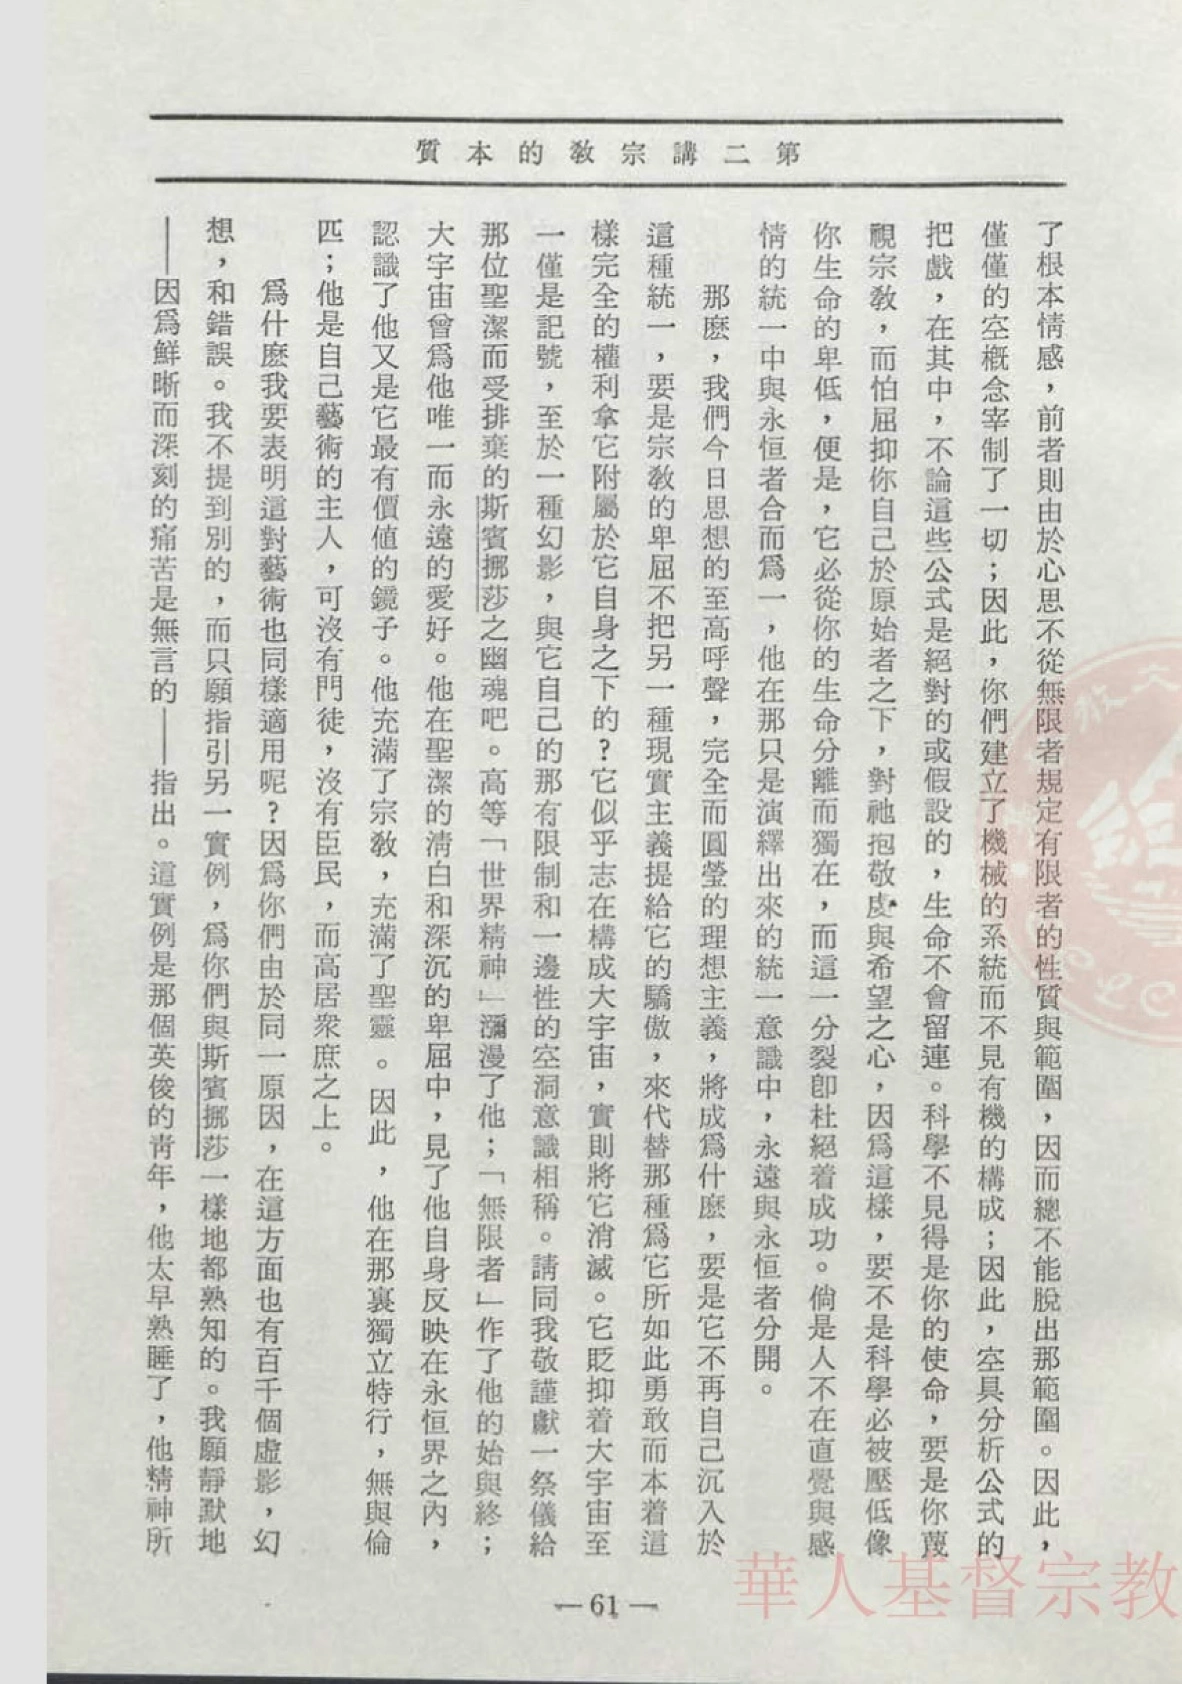 第二講宗教的本質
了根本情感，前者則由於心思不從無限者規定有限者的性質與範圍，因而總不能脫出那範圍。因此，
僅僅的空概念宰制了一切；因此，你們建立了機械的系統而不見有機的構成；因此，空具分析公式的
把戲，在其中，不論這些公式是絕對的或假設的，生命不會留連。科學不見得是你的使命，要是你蔑
視宗教，而怕屈抑你自己於原始者之下，對祂抱敬虔與希望之心，因爲這樣，要不是科學必被壓低像
你生命的卑低，便是，它必從你的生命分離而獨在，而這一分裂卽杜絕着成功。倘是人不在直覺與感
情的統一中與永恒者合而爲一，他在那只是演繹出來的統一意識中，永遠與永恒者分開。
那麽，我們今日思想的至高呼聲，完全而圓瑩的理想主義，將成爲什麽，要是它不再自己沉入於
這種統一，要是宗教的卑屈不把另一種現實主義提給它的驕傲，來代替那種爲它所如此勇敢而本着這
樣完全的權利拿它附屬於它自身之下的？它似乎志在構成大宇宙，實則將它消滅。它貶抑着大宇宙至
一僅是記號，至於一種幻影，與它自己的那有限制和一邊性的空洞意識相稱。請同我敬謹獻一祭儀給
那位聖潔而受排棄的斯賓挪莎之幽魂吧。高等「世界精神」瀰漫了他；「無限者」作了他的始與終；
大宇宙曾爲他唯一而永遠的愛好。他在聖潔的淸白和深沉的卑屈中，見了他自身反映在永恒界之內，
認識了他又是它最有價値的鏡子。他充滿了宗教，充滿了聖靈。因此，他在那裏獨立特行，無與倫
匹；他是自己藝術的主人，可沒有門徒，沒有臣民，而高居衆庶之上。
爲什麽我要表明這對藝術也同樣適用呢？因爲你們由於同一原因，在這方面也有百千個虛影，幻
想，和錯誤。我不提到別的，而只願指引另一實例，爲你們與斯賓挪莎一樣地都熟知的。我願靜默地
——因爲鮮晰而深刻的痛苦是無言的——指出。這實例是那個英俊的靑年，他太早熟睡了，他精神所
— 61 —
華人基督宗教